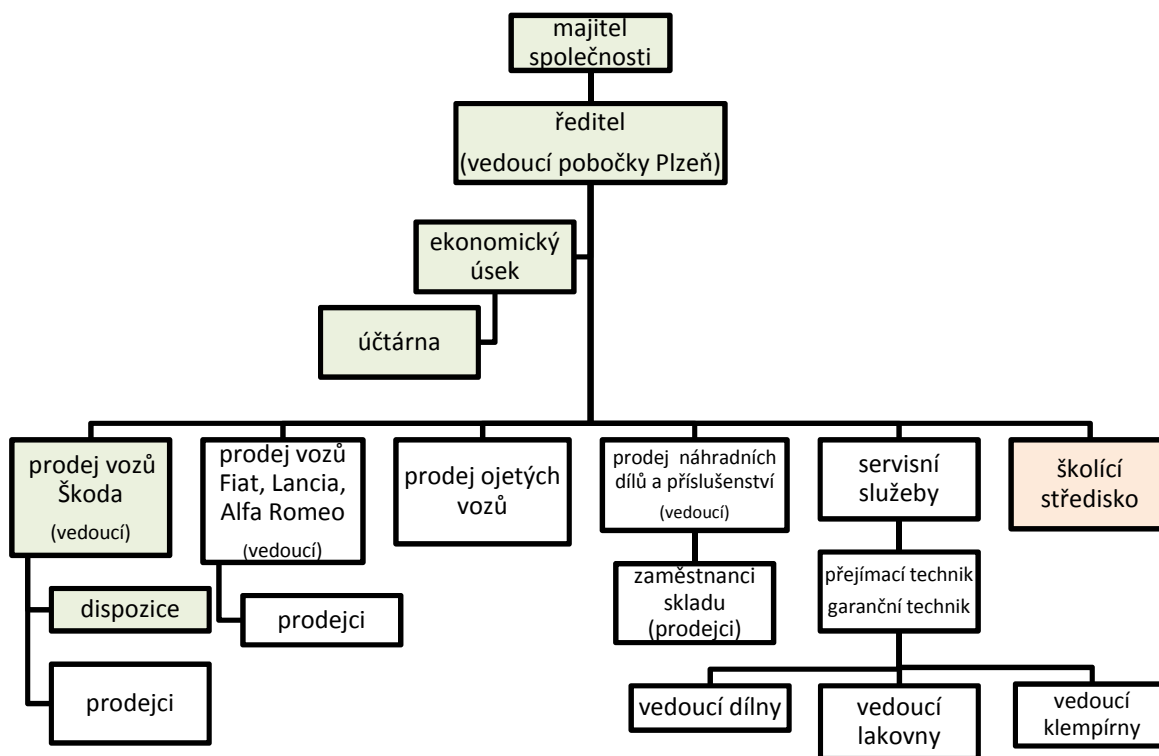 majitel
společnosti
ředitel
(vedoucí pobočky Plzeň)
ekonomický
úsek
účtárna
prodej vozů
Škoda
(vedoucí)
prodej vozů
Fiat, Lancia,
Alfa Romeo
(vedoucí)
prodej ojetých
vozů
prodej náhradních
dílů a příslušenství
(vedoucí)
servisní
služeby
školící
středisko
dispozice
prodejci
prodejci
zaměstnanci
skladu
(prodejci)
přejímací technik
garanční technik
vedoucí dílny
vedoucí
lakovny
vedoucí
klempírny